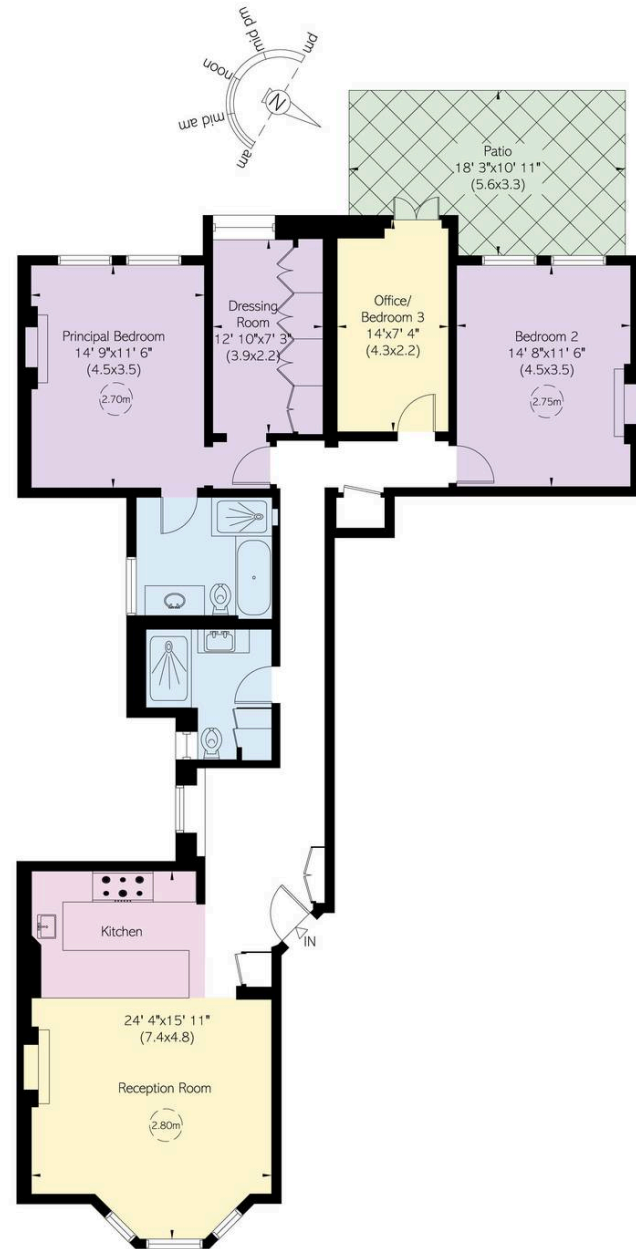 pm
mid pm
noon
mid am
am
N
Patio
18' 3"x10' 11"
(5.6x3.3)
Principal Bedroom
14' 9"x11' 6"
(4.5x3.5)
2.70m
Dressing
Room
12' 10"x7' 3"
(3.9x2.2)
Office/
Bedroom 3
14'x7' 4"
(4.3x2.2)
Bedroom 2
14' 8"x11' 6"
(4.5x3.5)
2.75m
Kitchen
IN
24' 4"x15' 11"
(7.4x4.8)
Reception Room
2.80m